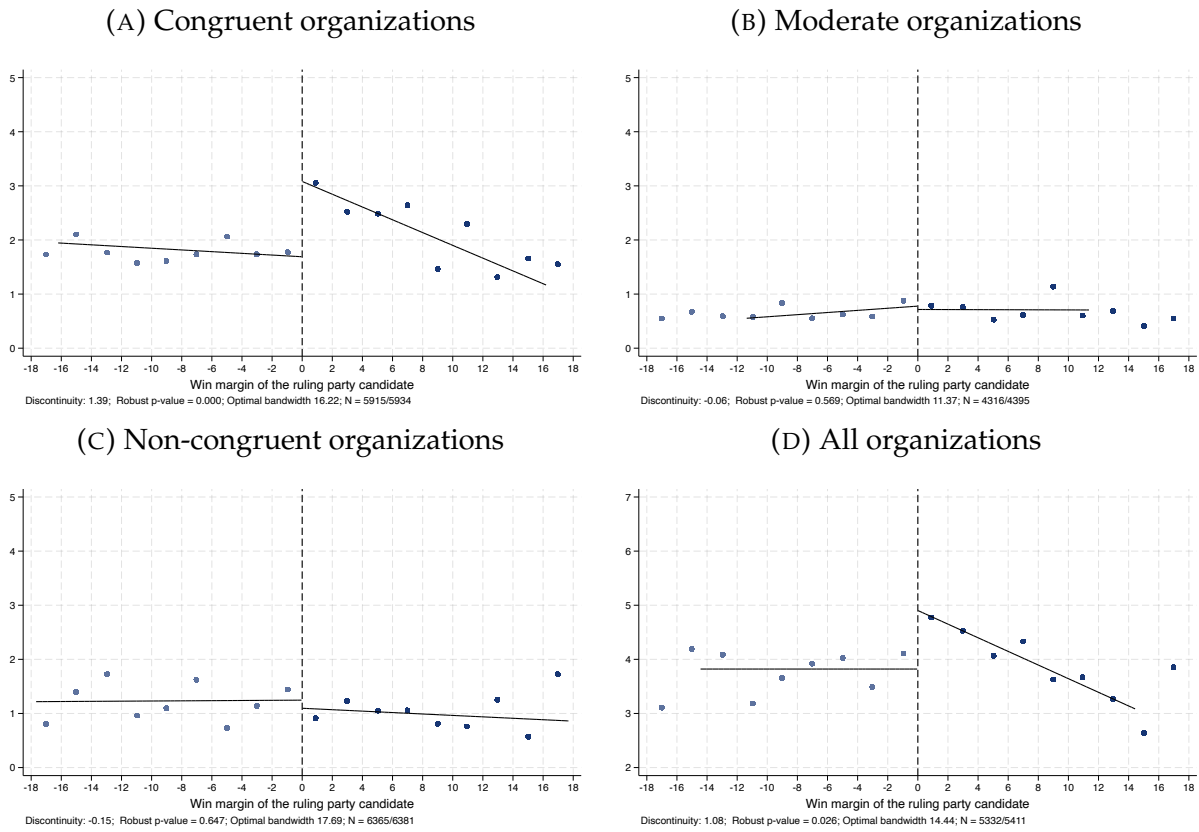 (A) Congruent organizations
5
4
3
2
1
0
-18 -16 -14 -12 -10 -8 -6 -4 -2 0 2 4 6 8 10 12 14 16 18
Win margin of the ruling party candidate
Discontinuity: 1.39; Robust p-value = 0.000; Optimal bandwidth 16.22; N = 5915/5934
(B) Moderate organizations
5
4
3
2
1
0
-18 -16 -14 -12 -10 -8 -6 -4 -2 0 2 4 6 8 10 12 14 16 18
Win margin of the ruling party candidate
Discontinuity: -0.06; Robust p-value = 0.569; Optimal bandwidth 11.37; N = 4316/4395
(C) Non-congruent organizations
5
4
3
2
1
0
-18 -16 -14 -12 -10 -8 -6 -4 -2 0 2 4 6 8 10 12 14 16 18
Win margin of the ruling party candidate
Discontinuity: -0.15; Robust p-value = 0.647; Optimal bandwidth 17.69; N = 6365/6381
(D) All organizations
7
6
5
4
3
2
-18 -16 -14 -12 -10 -8 -6 -4 -2 0 2 4 6 8 10 12 14 16 18
Win margin of the ruling party candidate
Discontinuity: 1.08; Robust p-value = 0.026; Optimal bandwidth 14.44; N = 5332/5411